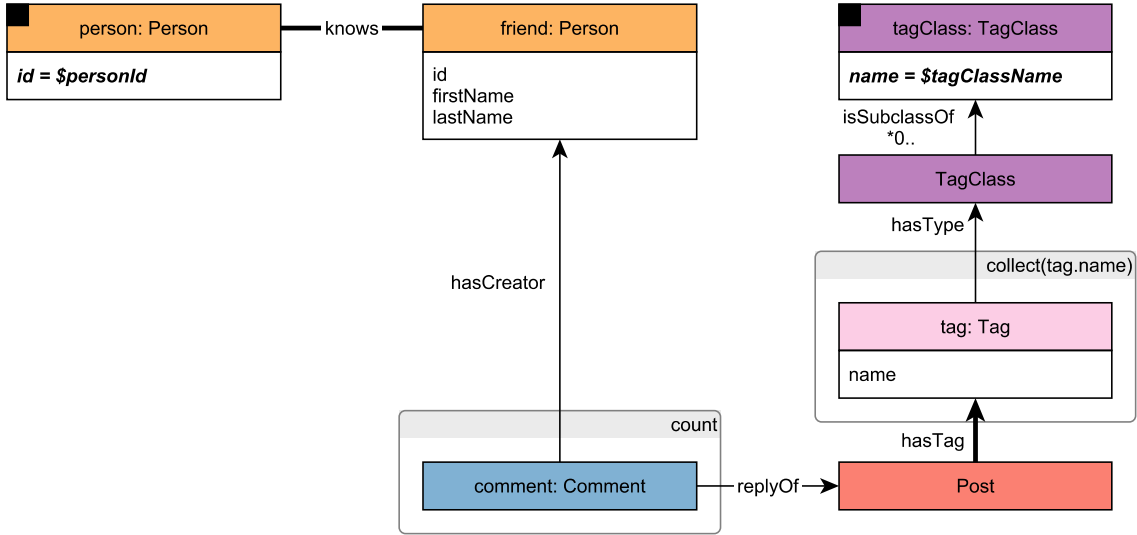 person: Person
knows
friend: Person
tagClass: TagClass
id = $personId
id
firstName
lastName
name = $tagClassName
isSubclassOf
*0..
TagClass
hasType
collect(tag.name)
hasCreator
tag: Tag
name
count
hasTag
comment: Comment
replyOf
Post